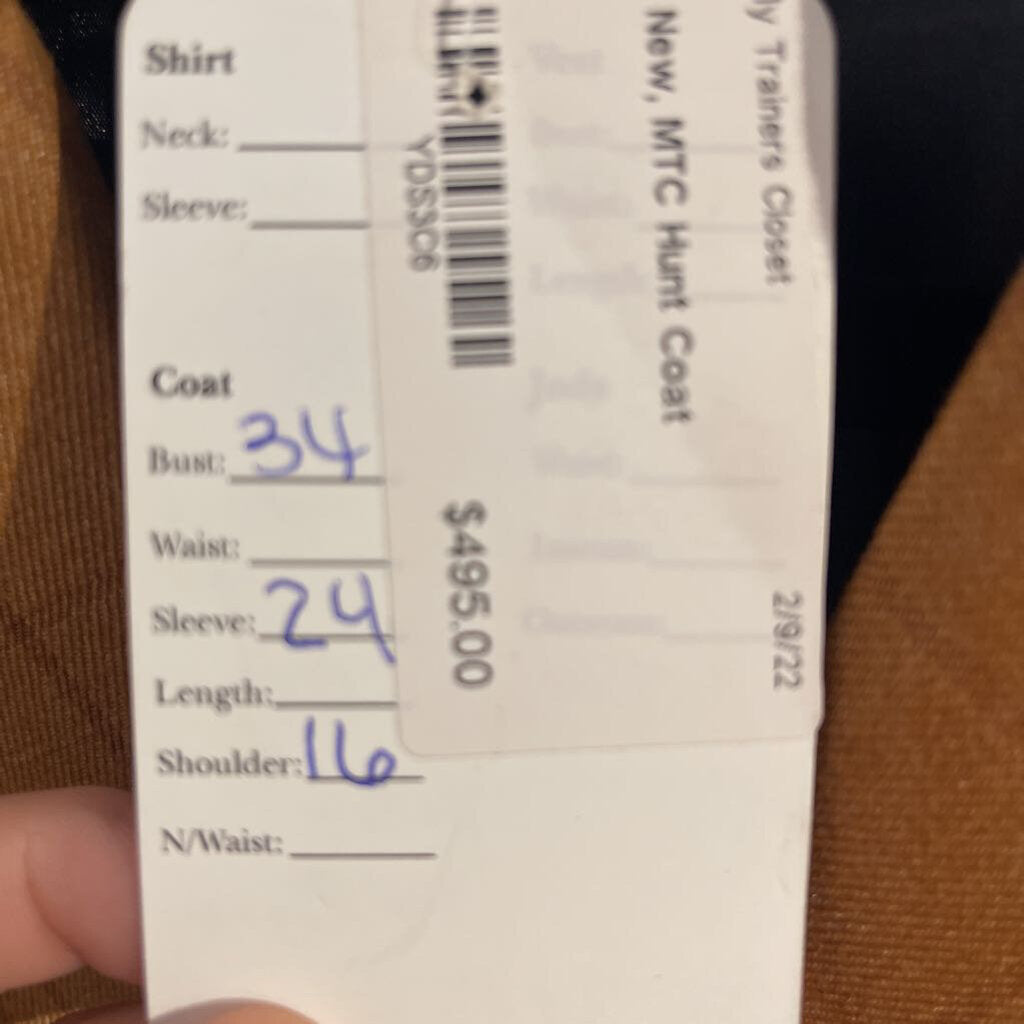 Shirt
Neck:
Sleeve:
Coat
Bust: 34
Waist:
Sleeve: 24
Length:
Shoulder: 16
N/Waist:
Trainers Closet
2/9/22
New, MTC Hunt Coat
YDS3C6
$495.00